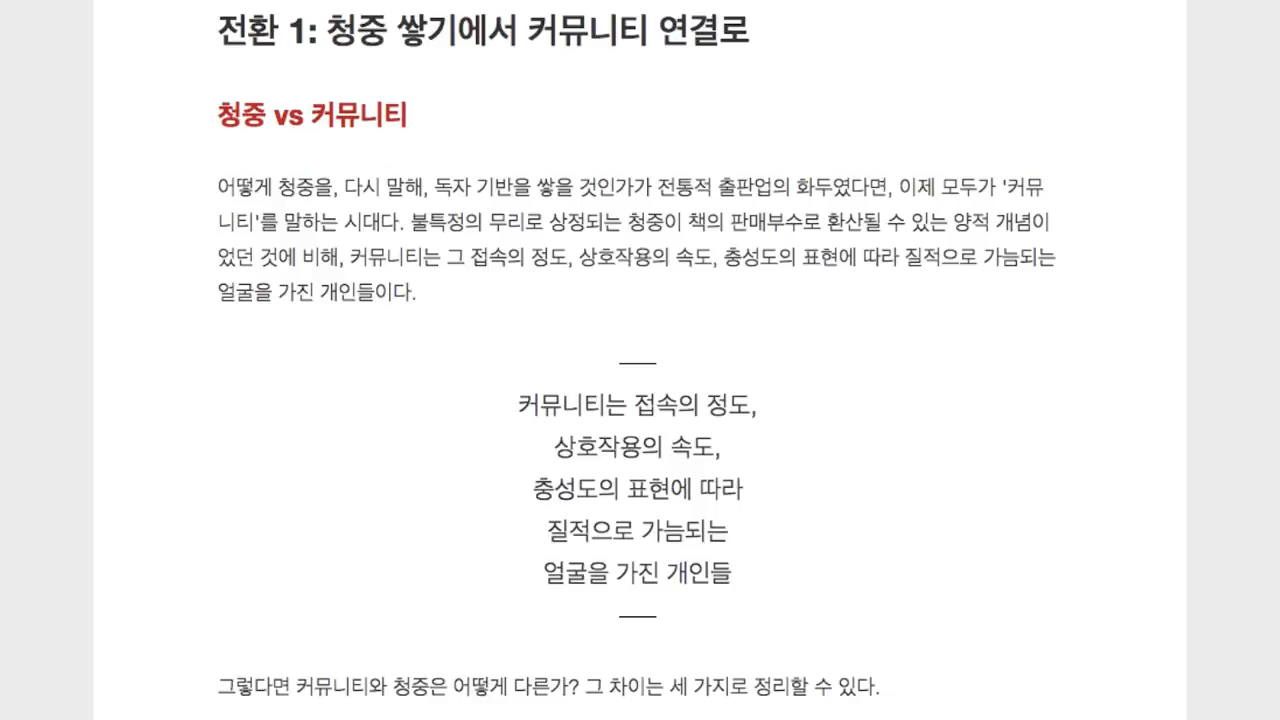 전환 1: 청중 쌓기에서 커뮤니티 연결로
청중 vs 커뮤니티
어떻게 청중을, 다시 말해, 독자 기반을 쌓을 것인가가 전통적 출판업의 화두였다면, 이제 모두가 '커뮤
니티'를 말하는 시대다. 불특정의 무리로 상정되는 청중이 책의 판매부수로 환산될 수 있는 양적 개념이
었던 것에 비해, 커뮤니티는 그 접속의 정도, 상호작용의 속도, 충성도의 표현에 따라 질적으로 가늠되는
얼굴을 가진 개인들이다.
커뮤니티는 접속의 정도,
상호작용의 속도,
충성도의 표현에 따라
질적으로 가늠되는
얼굴을 가진 개인들
그렇다면 커뮤니티와 청중은 어떻게 다른가? 그 차이는 세 가지로 정리할 수 있다.